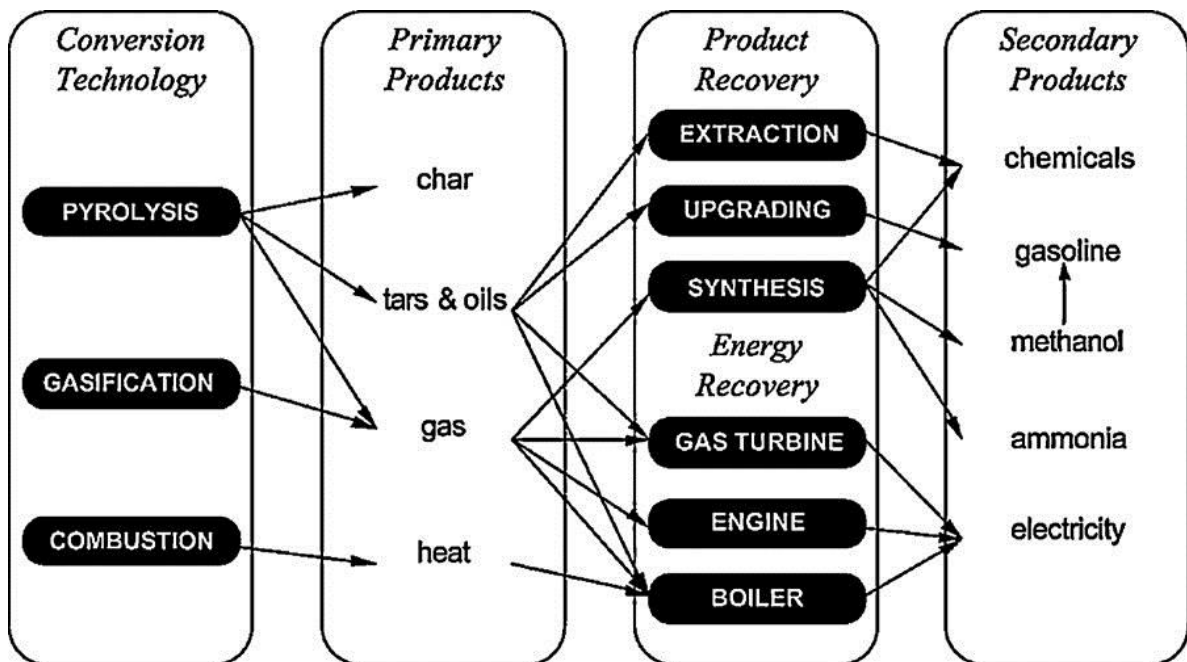 Conversion
Technology
PYROLYSIS
GASIFICATION
COMBUSTION
Primary
Products
char
tars & oils
gas
heat
Product
Recovery
EXTRACTION
UPGRADING
SYNTHESIS
Energy
Recovery
GAS TURBINE
ENGINE
BOILER
Secondary
Products
chemicals
gasoline
methanol
ammonia
electricity